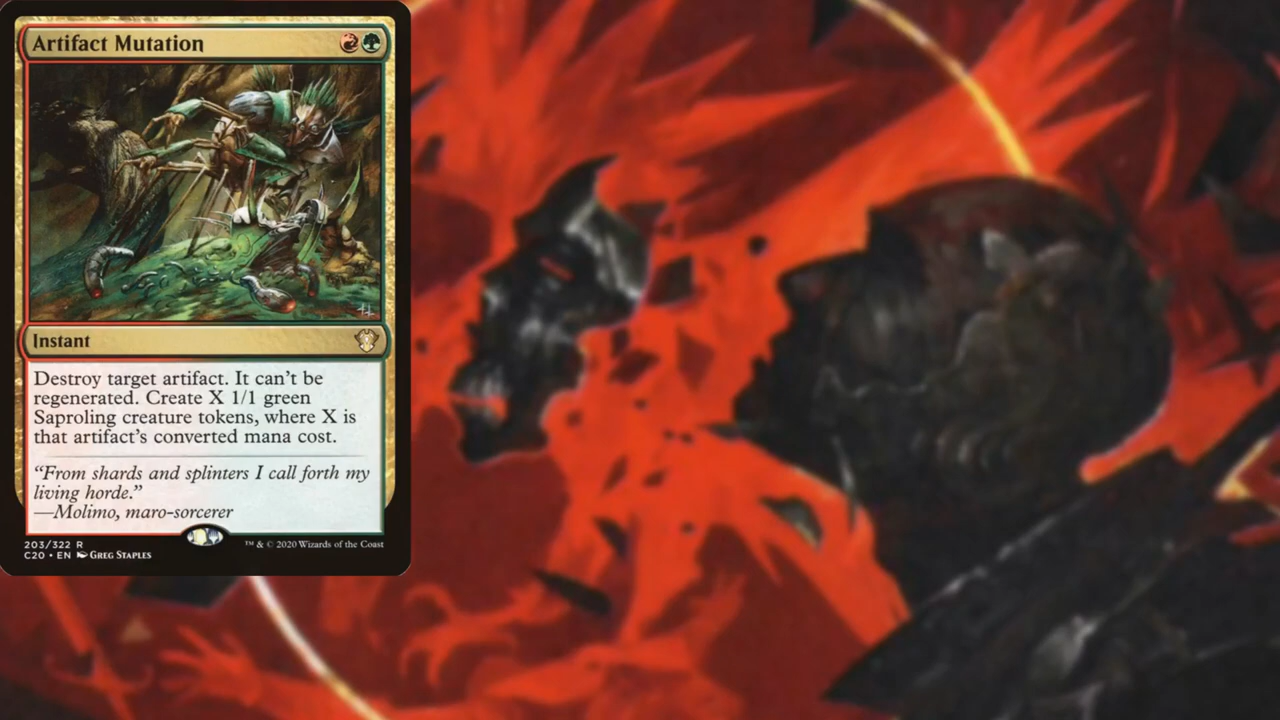 Artifact Mutation
Instant
Destroy target artifact. It can't be
regenerated. Create X 1/1 green
Saproling creature tokens, where X is
that artifact's converted mana cost.
“From shards and splinters I call forth my
living horde.”
—Molimo, maro-sorcerer
203/322 R
C20 • EN GREG STAPLES
™ & © 2020 Wizards of the Coast